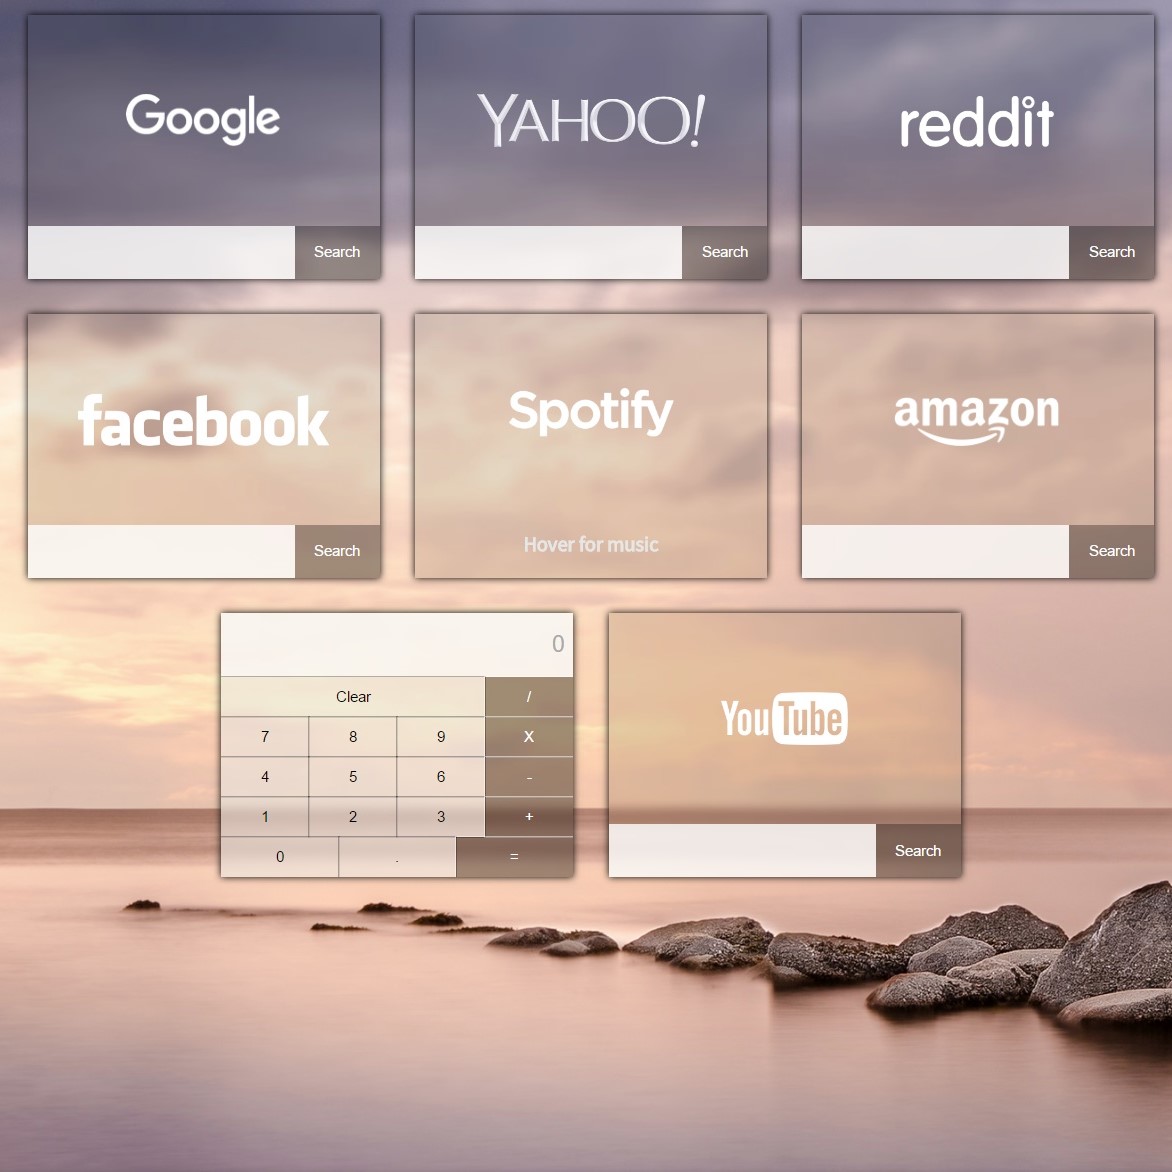 Google
YAHOO!
reddit
Search
Search
Search
facebook
Spotify
amazon
Hover for music
Search
Search
0
Clear /
7 8 9 X
4 5 6 -
1 2 3 +
0 . =
YouTube
Search